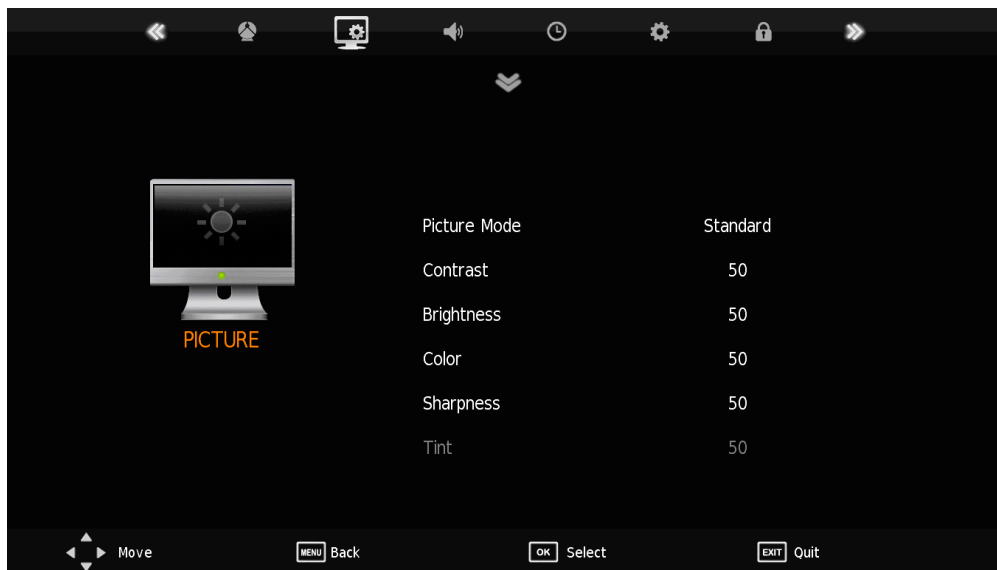 PICTURE
Picture Mode Standard
Contrast 50
Brightness 50
Color 50
Sharpness 50
Tint 50
Move MENU Back OK Select EXIT Quit